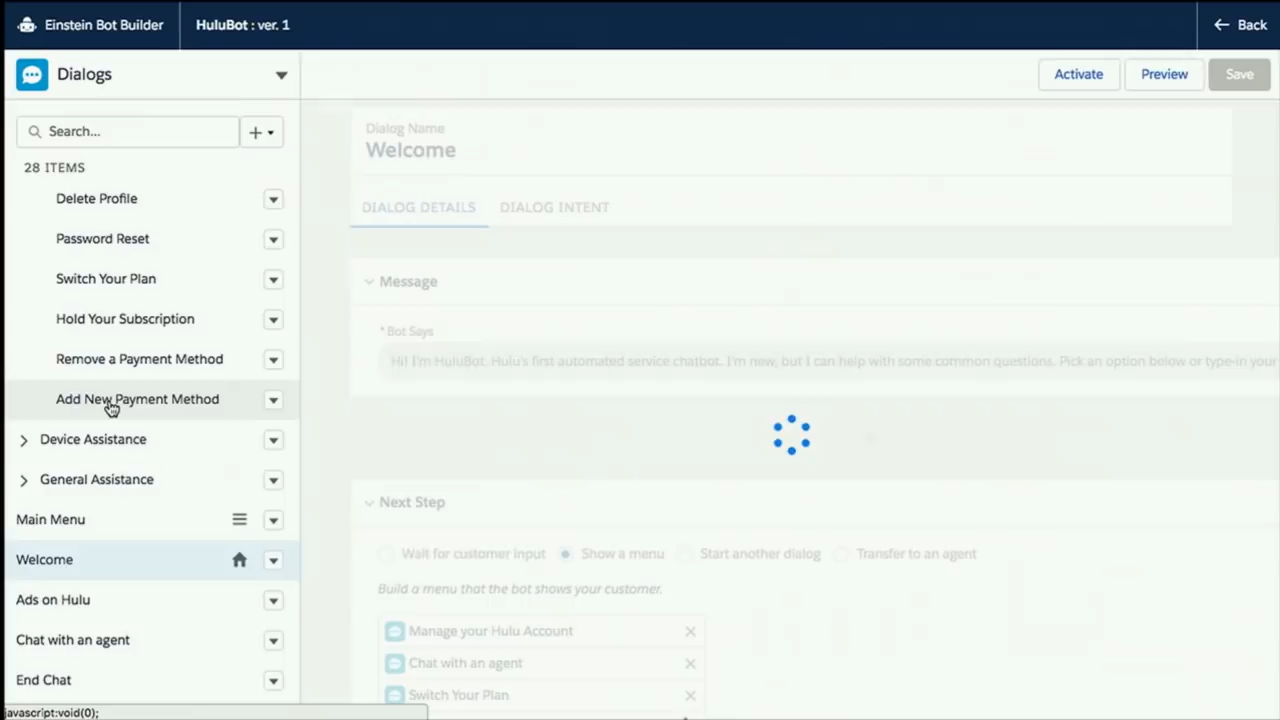 Einstein Bot Builder
HuluBot : ver. 1
Back
Dialogs
Activate
Preview
Save
Search...
28 ITEMS
Delete Profile
Password Reset
Switch Your Plan
Hold Your Subscription
Remove a Payment Method
Add New Payment Method
Device Assistance
General Assistance
Main Menu
Welcome
Ads on Hulu
Chat with an agent
End Chat
javascript:void(0);
Dialog Name
Welcome
DIALOG DETAILS
DIALOG INTENT
Message
* Bot Says
Hi! I'm HuluBot. Hulu's first automated service chatbot. I'm new, but I can help with some common questions. Pick an option below or type-in your
Next Step
Wait for customer input
Show a menu
Start another dialog
Transfer to an agent
Build a menu that the bot shows your customer.
Manage your Hulu Account
Chat with an agent
Switch Your Plan